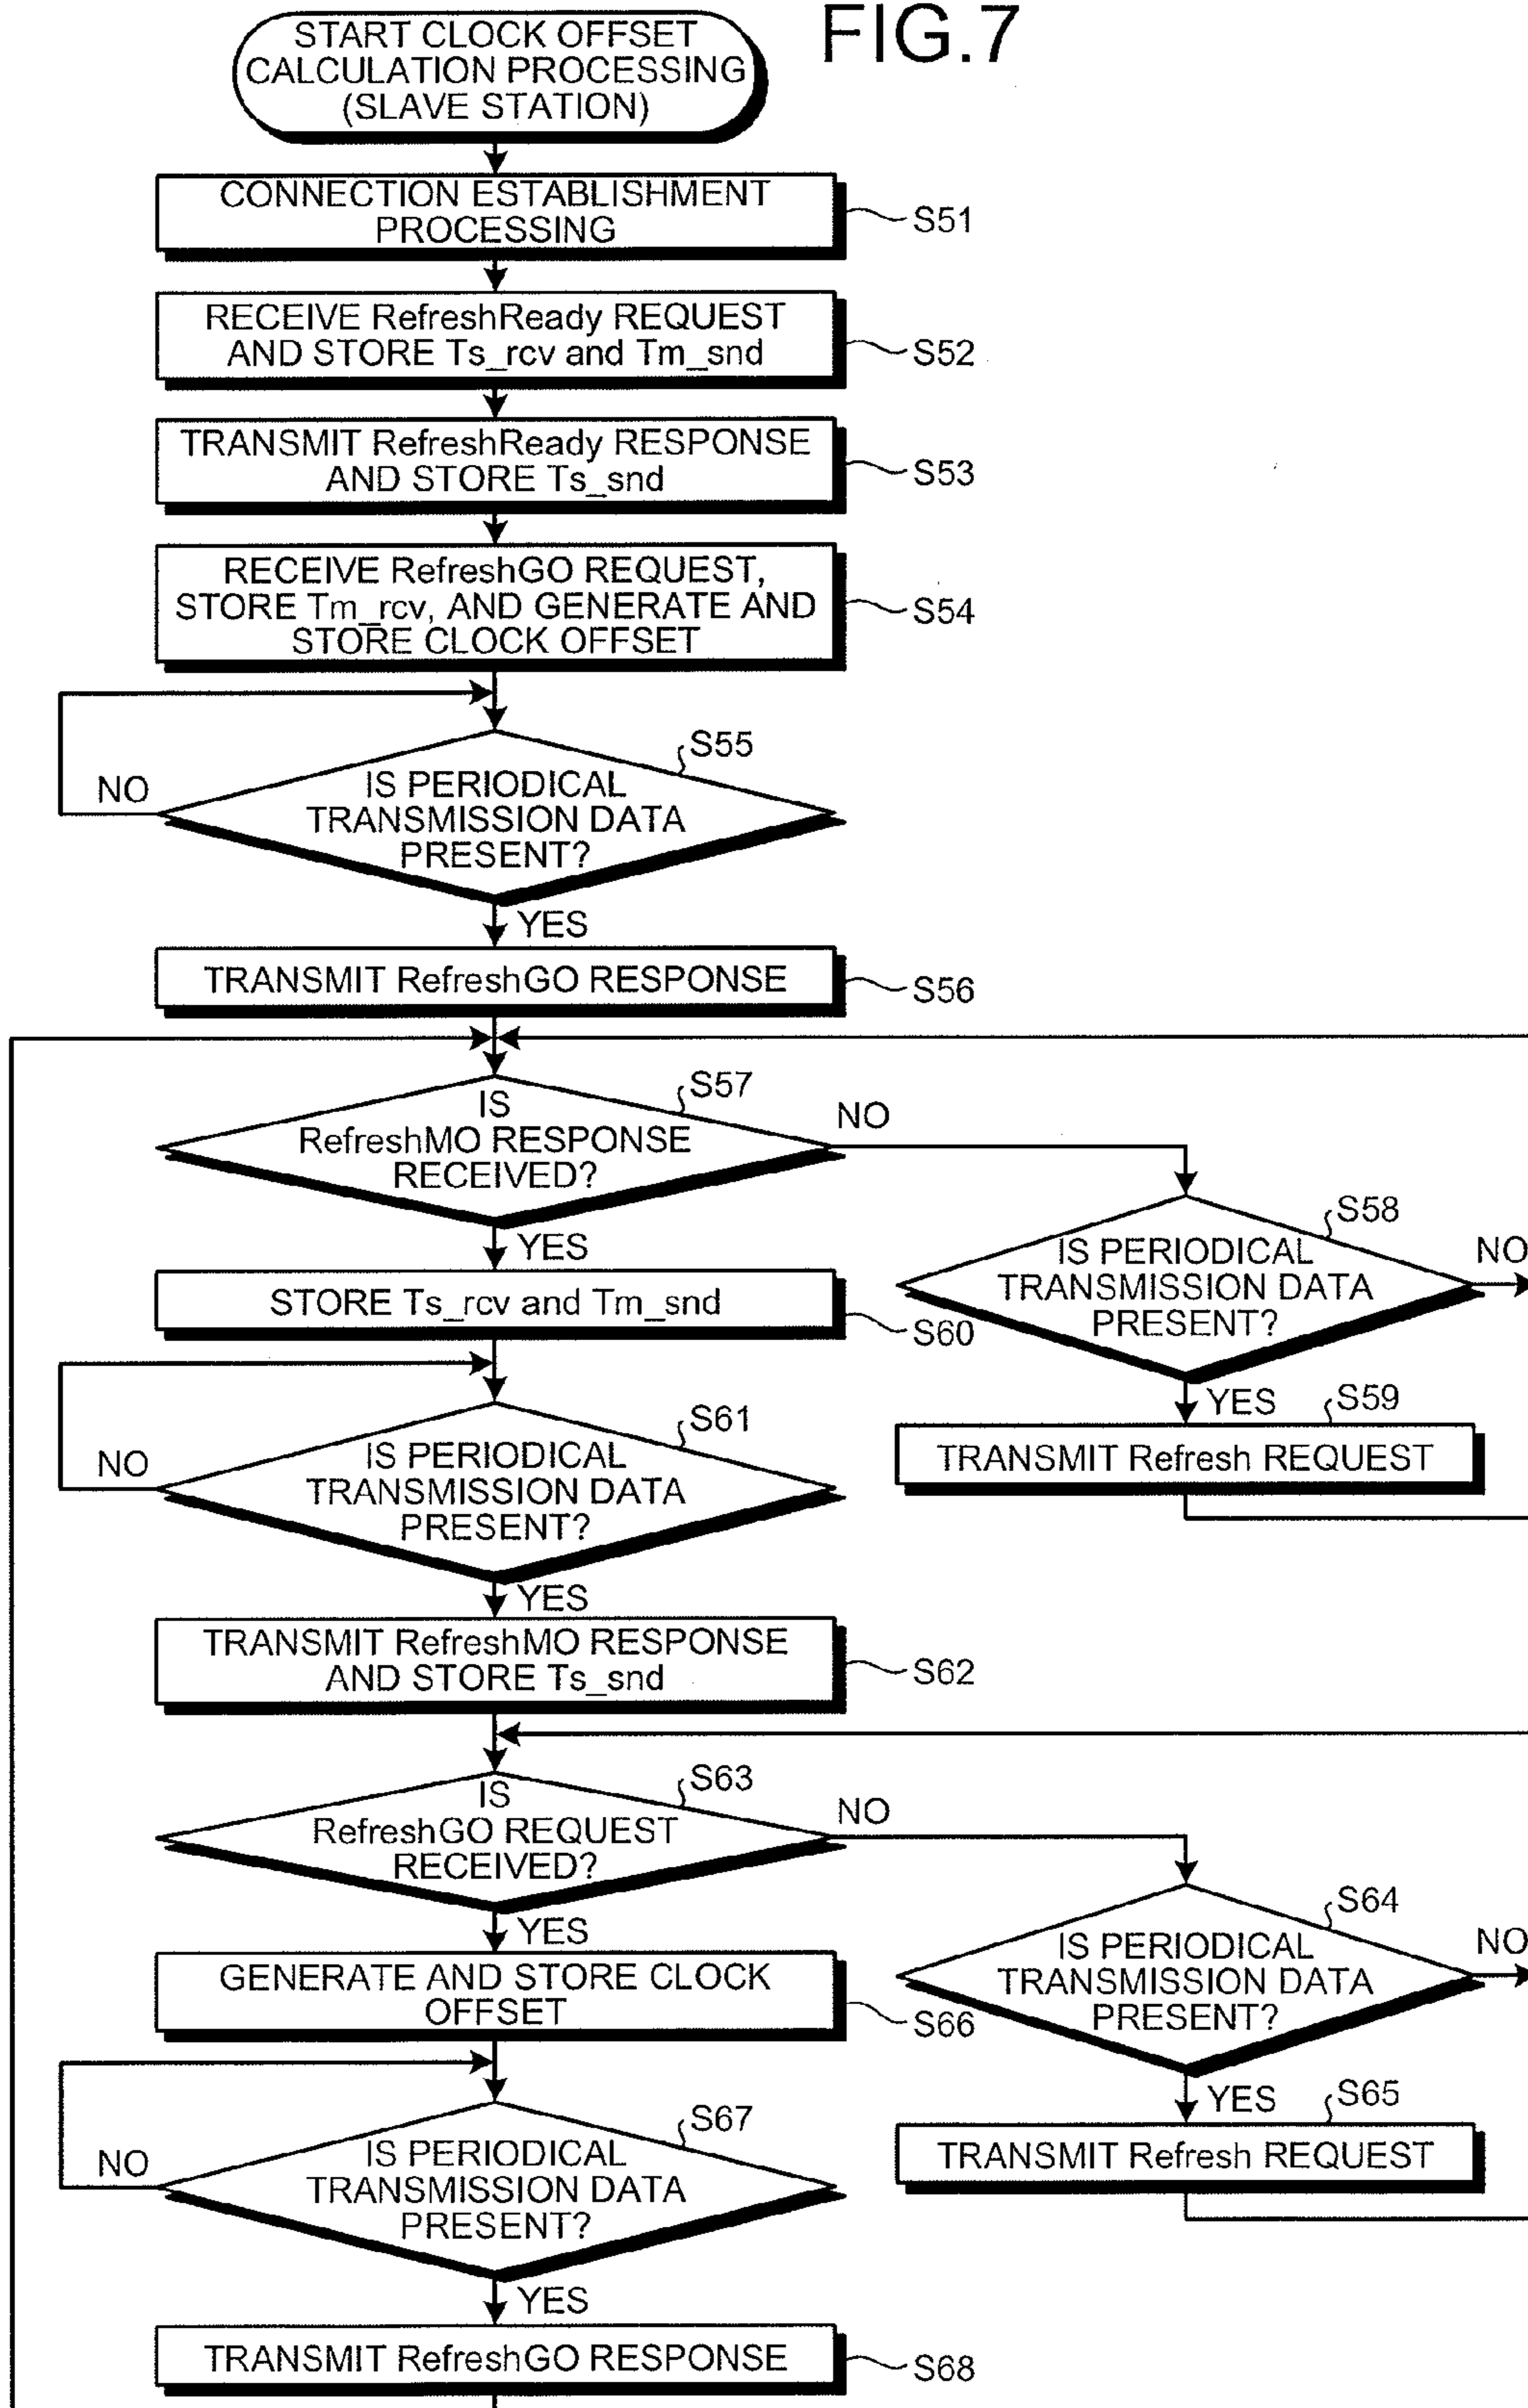 FIG.7
START CLOCK OFFSET
CALCULATION PROCESSING
(SLAVE STATION)
CONNECTION ESTABLISHMENT
PROCESSING
S51
RECEIVE RefreshReady REQUEST
AND STORE Ts_rcv and Tm_snd
S52
TRANSMIT RefreshReady RESPONSE
AND STORE Ts_snd
S53
RECEIVE RefreshGO REQUEST,
STORE Tm_rcv, AND GENERATE AND
STORE CLOCK OFFSET
S54
S55
IS PERIODICAL
TRANSMISSION DATA
PRESENT?
NO
YES
TRANSMIT RefreshGO RESPONSE
S56
S57
IS
RefreshMO RESPONSE
RECEIVED?
NO
YES
S58
IS PERIODICAL
TRANSMISSION DATA
PRESENT?
NO
YES
S59
TRANSMIT Refresh REQUEST
STORE Ts_rcv and Tm_snd
S60
S61
IS PERIODICAL
TRANSMISSION DATA
PRESENT?
NO
YES
TRANSMIT RefreshMO RESPONSE
AND STORE Ts_snd
S62
S63
IS
RefreshGO REQUEST
RECEIVED?
NO
YES
S64
IS PERIODICAL
TRANSMISSION DATA
PRESENT?
NO
YES
S65
TRANSMIT Refresh REQUEST
GENERATE AND STORE CLOCK
OFFSET
S66
S67
IS PERIODICAL
TRANSMISSION DATA
PRESENT?
NO
YES
TRANSMIT RefreshGO RESPONSE
S68